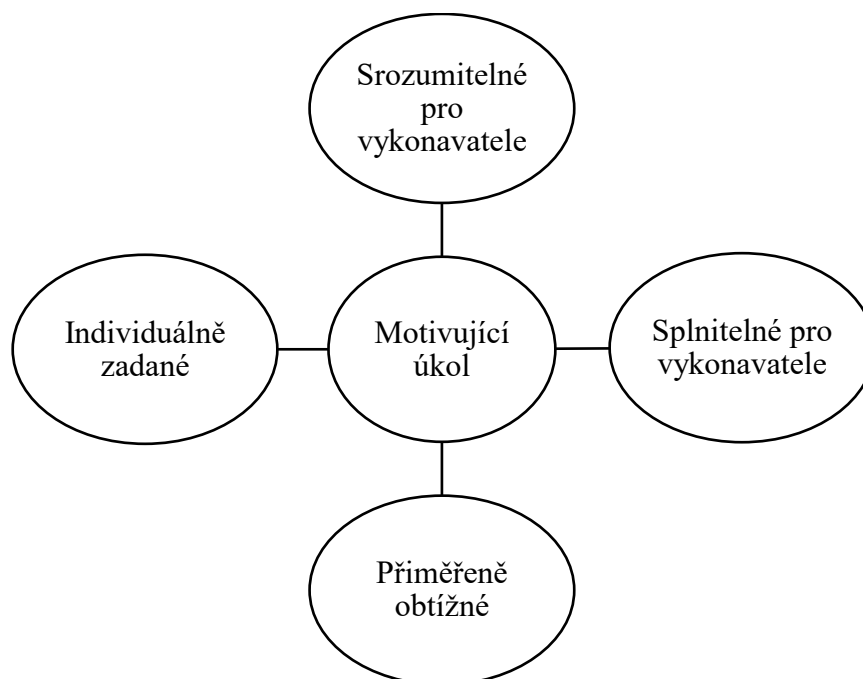 Srozumitelné
pro
vykonavatele
Individuálně
zadané
Motivující
úkol
Splnitelné pro
vykonavatele
Přiměřeně
obtížné